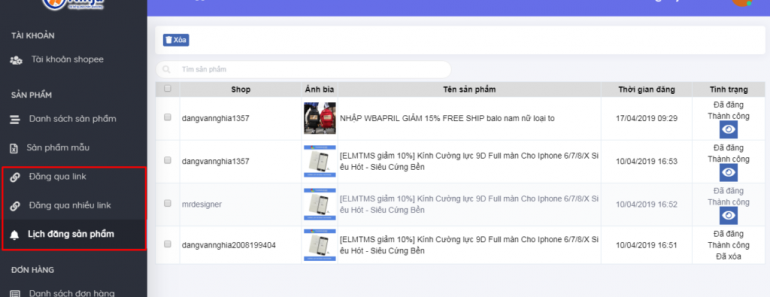 TÀI KHOẢN
Tài khoản shopee
SẢN PHẨM
Danh sách sản phẩm
Sản phẩm mẫu
Đăng qua link
Đăng qua nhiều link
Lịch đăng sản phẩm
ĐƠN HÀNG
Danh sách đơn hàng
Xóa
Tìm sản phẩm
Shop Ảnh bìa Tên sản phẩm Thời gian đăng Tình trạng
dangvannghia1357 NHẬP WBAPRIL GIẢM 15% FREE SHIP balo nam nữ loại to 17/04/2019 09:29 Đã đăng
Thành công
dangvannghia1357 [ELMTMS giảm 10%] Kính Cường lực 9D Full màn Cho Iphone 6/7/8/X Si
êu Hót - Siêu Cứng Bền 10/04/2019 16:53 Đã đăng
Thành công
mrdesigner [ELMTMS giảm 10%] Kính Cường lực 9D Full màn Cho Iphone 6/7/8/X Si
êu Hót - Siêu Cứng Bền 10/04/2019 16:52 Đã đăng
Thành công
dangvannghia2008199404 [ELMTMS giảm 10%] Kính Cường lực 9D Full màn Cho Iphone 6/7/8/X Si
êu Hót - Siêu Cứng Bền 10/04/2019 16:51 Đã đăng
Thành công
Đã xóa